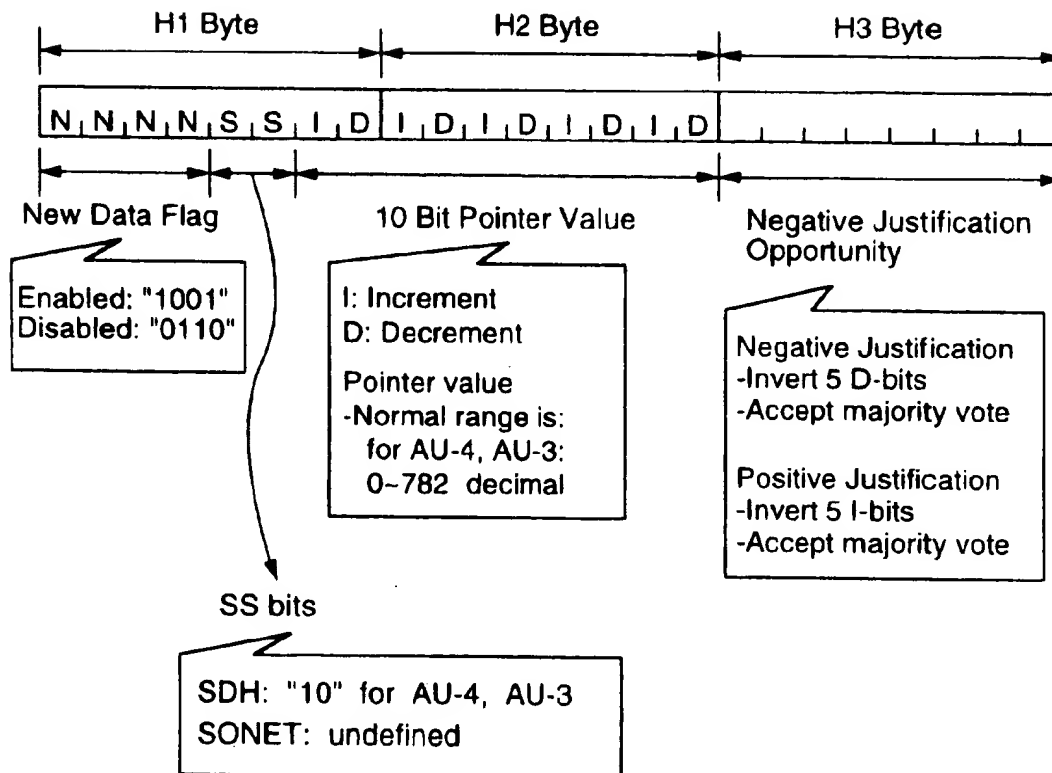 H1 Byte H2 Byte H3 Byte
N N N N S S I D I D I D I D I D
New Data Flag
Enabled: "1001"
Disabled: "0110"
10 Bit Pointer Value
I: Increment
D: Decrement
Pointer value
-Normal range is:
for AU-4, AU-3:
0~782 decimal
Negative Justification
Opportunity
Negative Justification
-Invert 5 D-bits
-Accept majority vote
Positive Justification
-Invert 5 I-bits
-Accept majority vote
SS bits
SDH: "10" for AU-4, AU-3
SONET: undefined